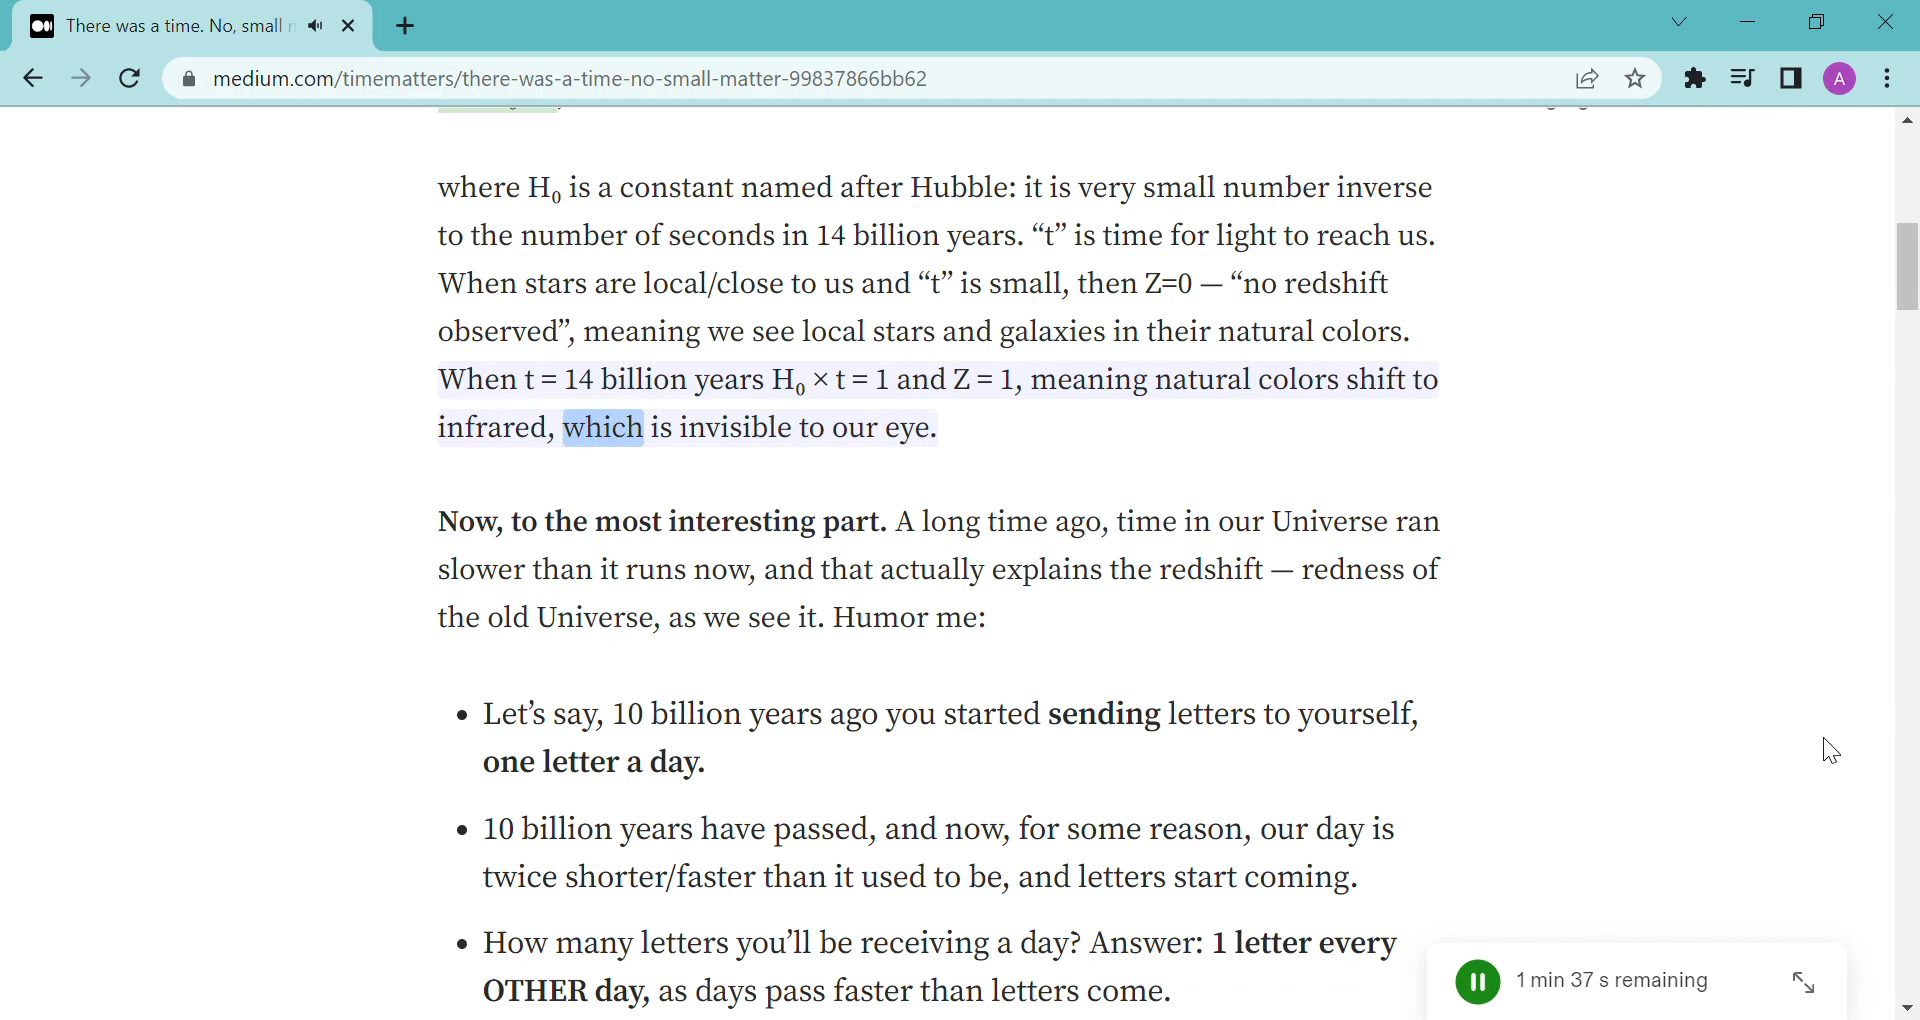 There was a time. No, small
medium.com/timematters/there-was-a-time-no-small-matter-99837866bb62
A
where H₀ is a constant named after Hubble: it is very small number inverse
to the number of seconds in 14 billion years. “t” is time for light to reach us.
When stars are local/close to us and “t” is small, then Z=0 — “no redshift
observed”, meaning we see local stars and galaxies in their natural colors.
When t = 14 billion years H₀ × t = 1 and Z = 1, meaning natural colors shift to
infrared, which is invisible to our eye.
Now, to the most interesting part. A long time ago, time in our Universe ran
slower than it runs now, and that actually explains the redshift — redness of
the old Universe, as we see it. Humor me:
• Let’s say, 10 billion years ago you started sending letters to yourself,
one letter a day.
• 10 billion years have passed, and now, for some reason, our day is
twice shorter/faster than it used to be, and letters start coming.
• How many letters you’ll be receiving a day? Answer: 1 letter every
OTHER day, as days pass faster than letters come.
1 min 37 s remaining